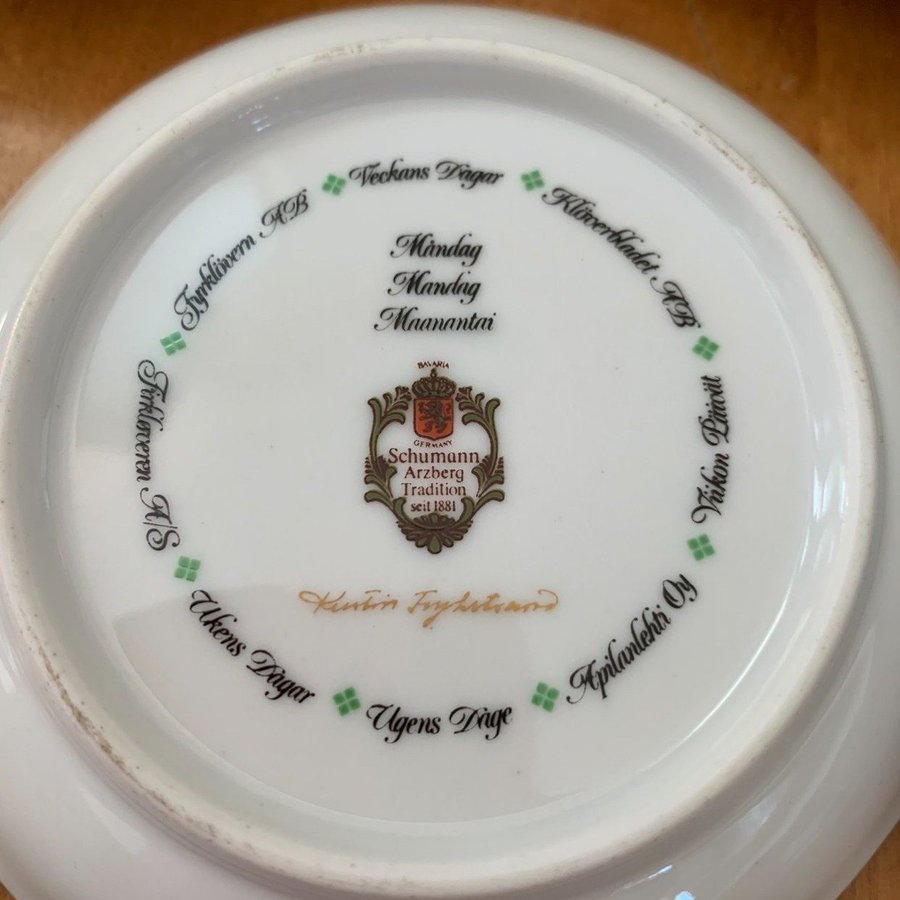 Veckans Dagar
Klöverbladet AB
Viikon Päivät
Apilanlehti Oy
Ugens Dage
Ukens Dagar
Firkløveren A/S
Fyrklövern AB
Måndag
Mandag
Maanantai
BAVARIA
GERMANY
Schumann
Arzberg
Tradition
seit 1881